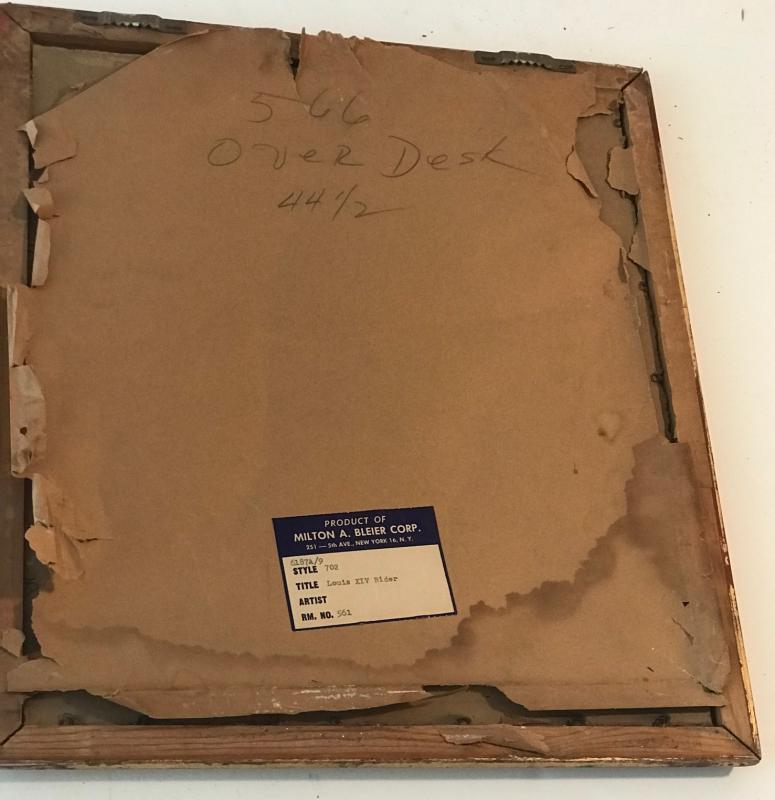 566
Over Desk
44 1/2
PRODUCT OF
MILTON A. BLEIER CORP.
251 — 5th AVE., NEW YORK 16, N. Y.
6187A/9
STYLE 702
TITLE Louis XIV Rider
ARTIST
RM. NO. 561